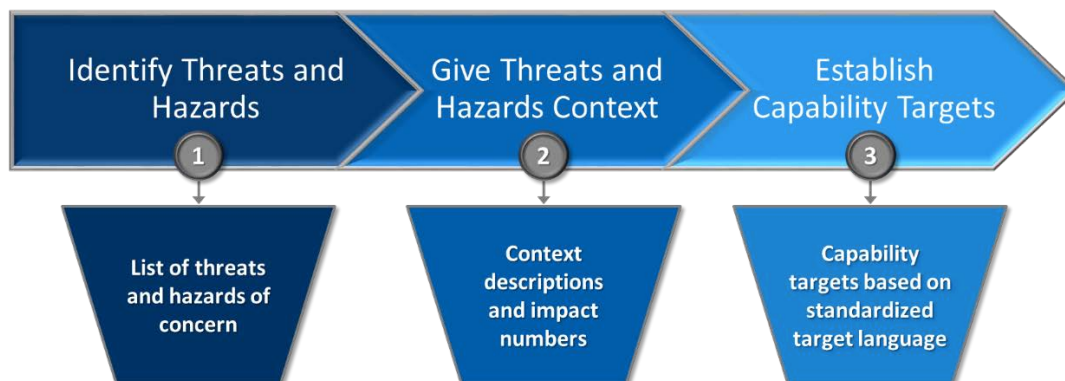 Identify Threats and
Hazards
1
Give Threats and
Hazards Context
2
Establish
Capability Targets
3
List of threats
and hazards of
concern
Context
descriptions
and impact
numbers
Capability
targets based on
standardized
target language